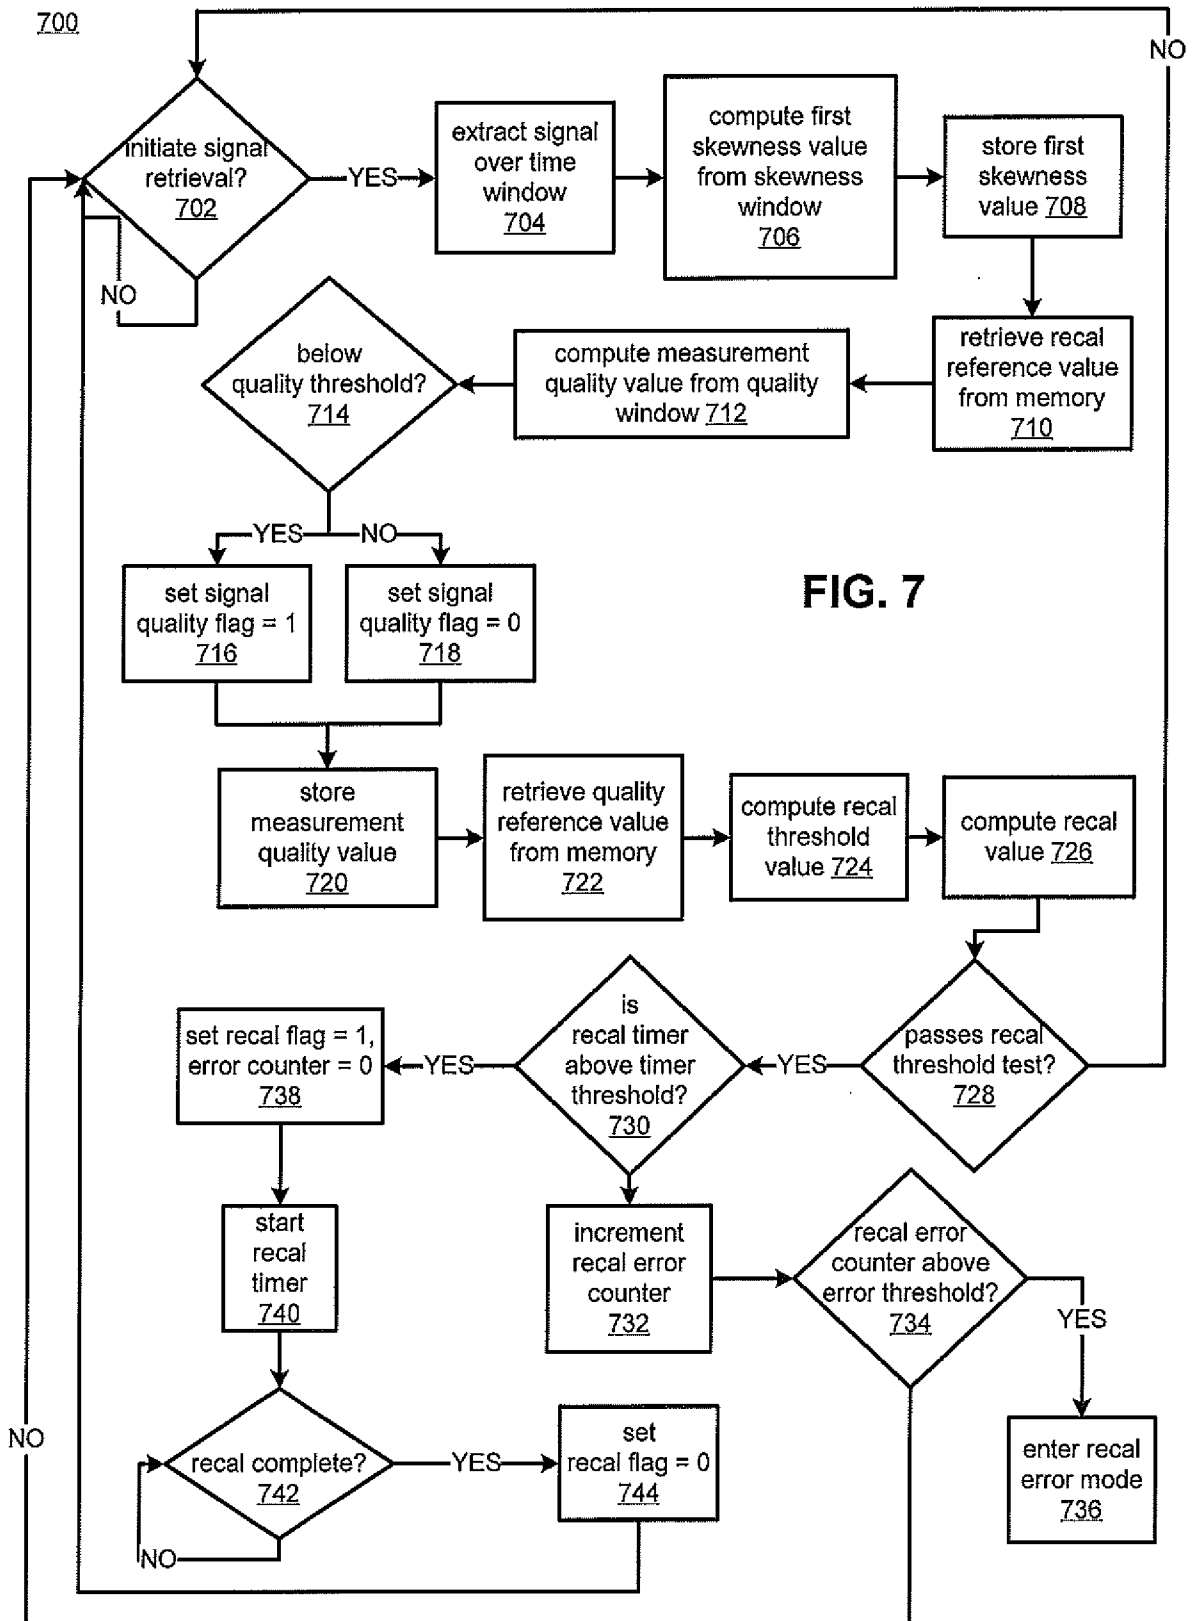 700
NO
initiate signal
retrieval?
702
YES
extract signal
over time
window
704
compute first
skewness value
from skewness
window
706
store first
skewness
value 708
NO
below
quality threshold?
714
compute measurement
quality value from quality
window 712
retrieve recal
reference value
from memory
710
YES
NO
set signal
quality flag = 1
716
set signal
quality flag = 0
718
FIG. 7
store
measurement
quality value
720
retrieve quality
reference value
from memory
722
compute recal
threshold
value 724
compute recal
value 726
set recal flag = 1,
error counter = 0
738
YES
is
recal timer
above timer
threshold?
730
YES
passes recal
threshold test?
728
start
recal
timer
740
increment
recal error
counter
732
recal error
counter above
error threshold?
734
YES
NO
recal complete?
742
YES
set
recal flag = 0
744
enter recal
error mode
736
NO